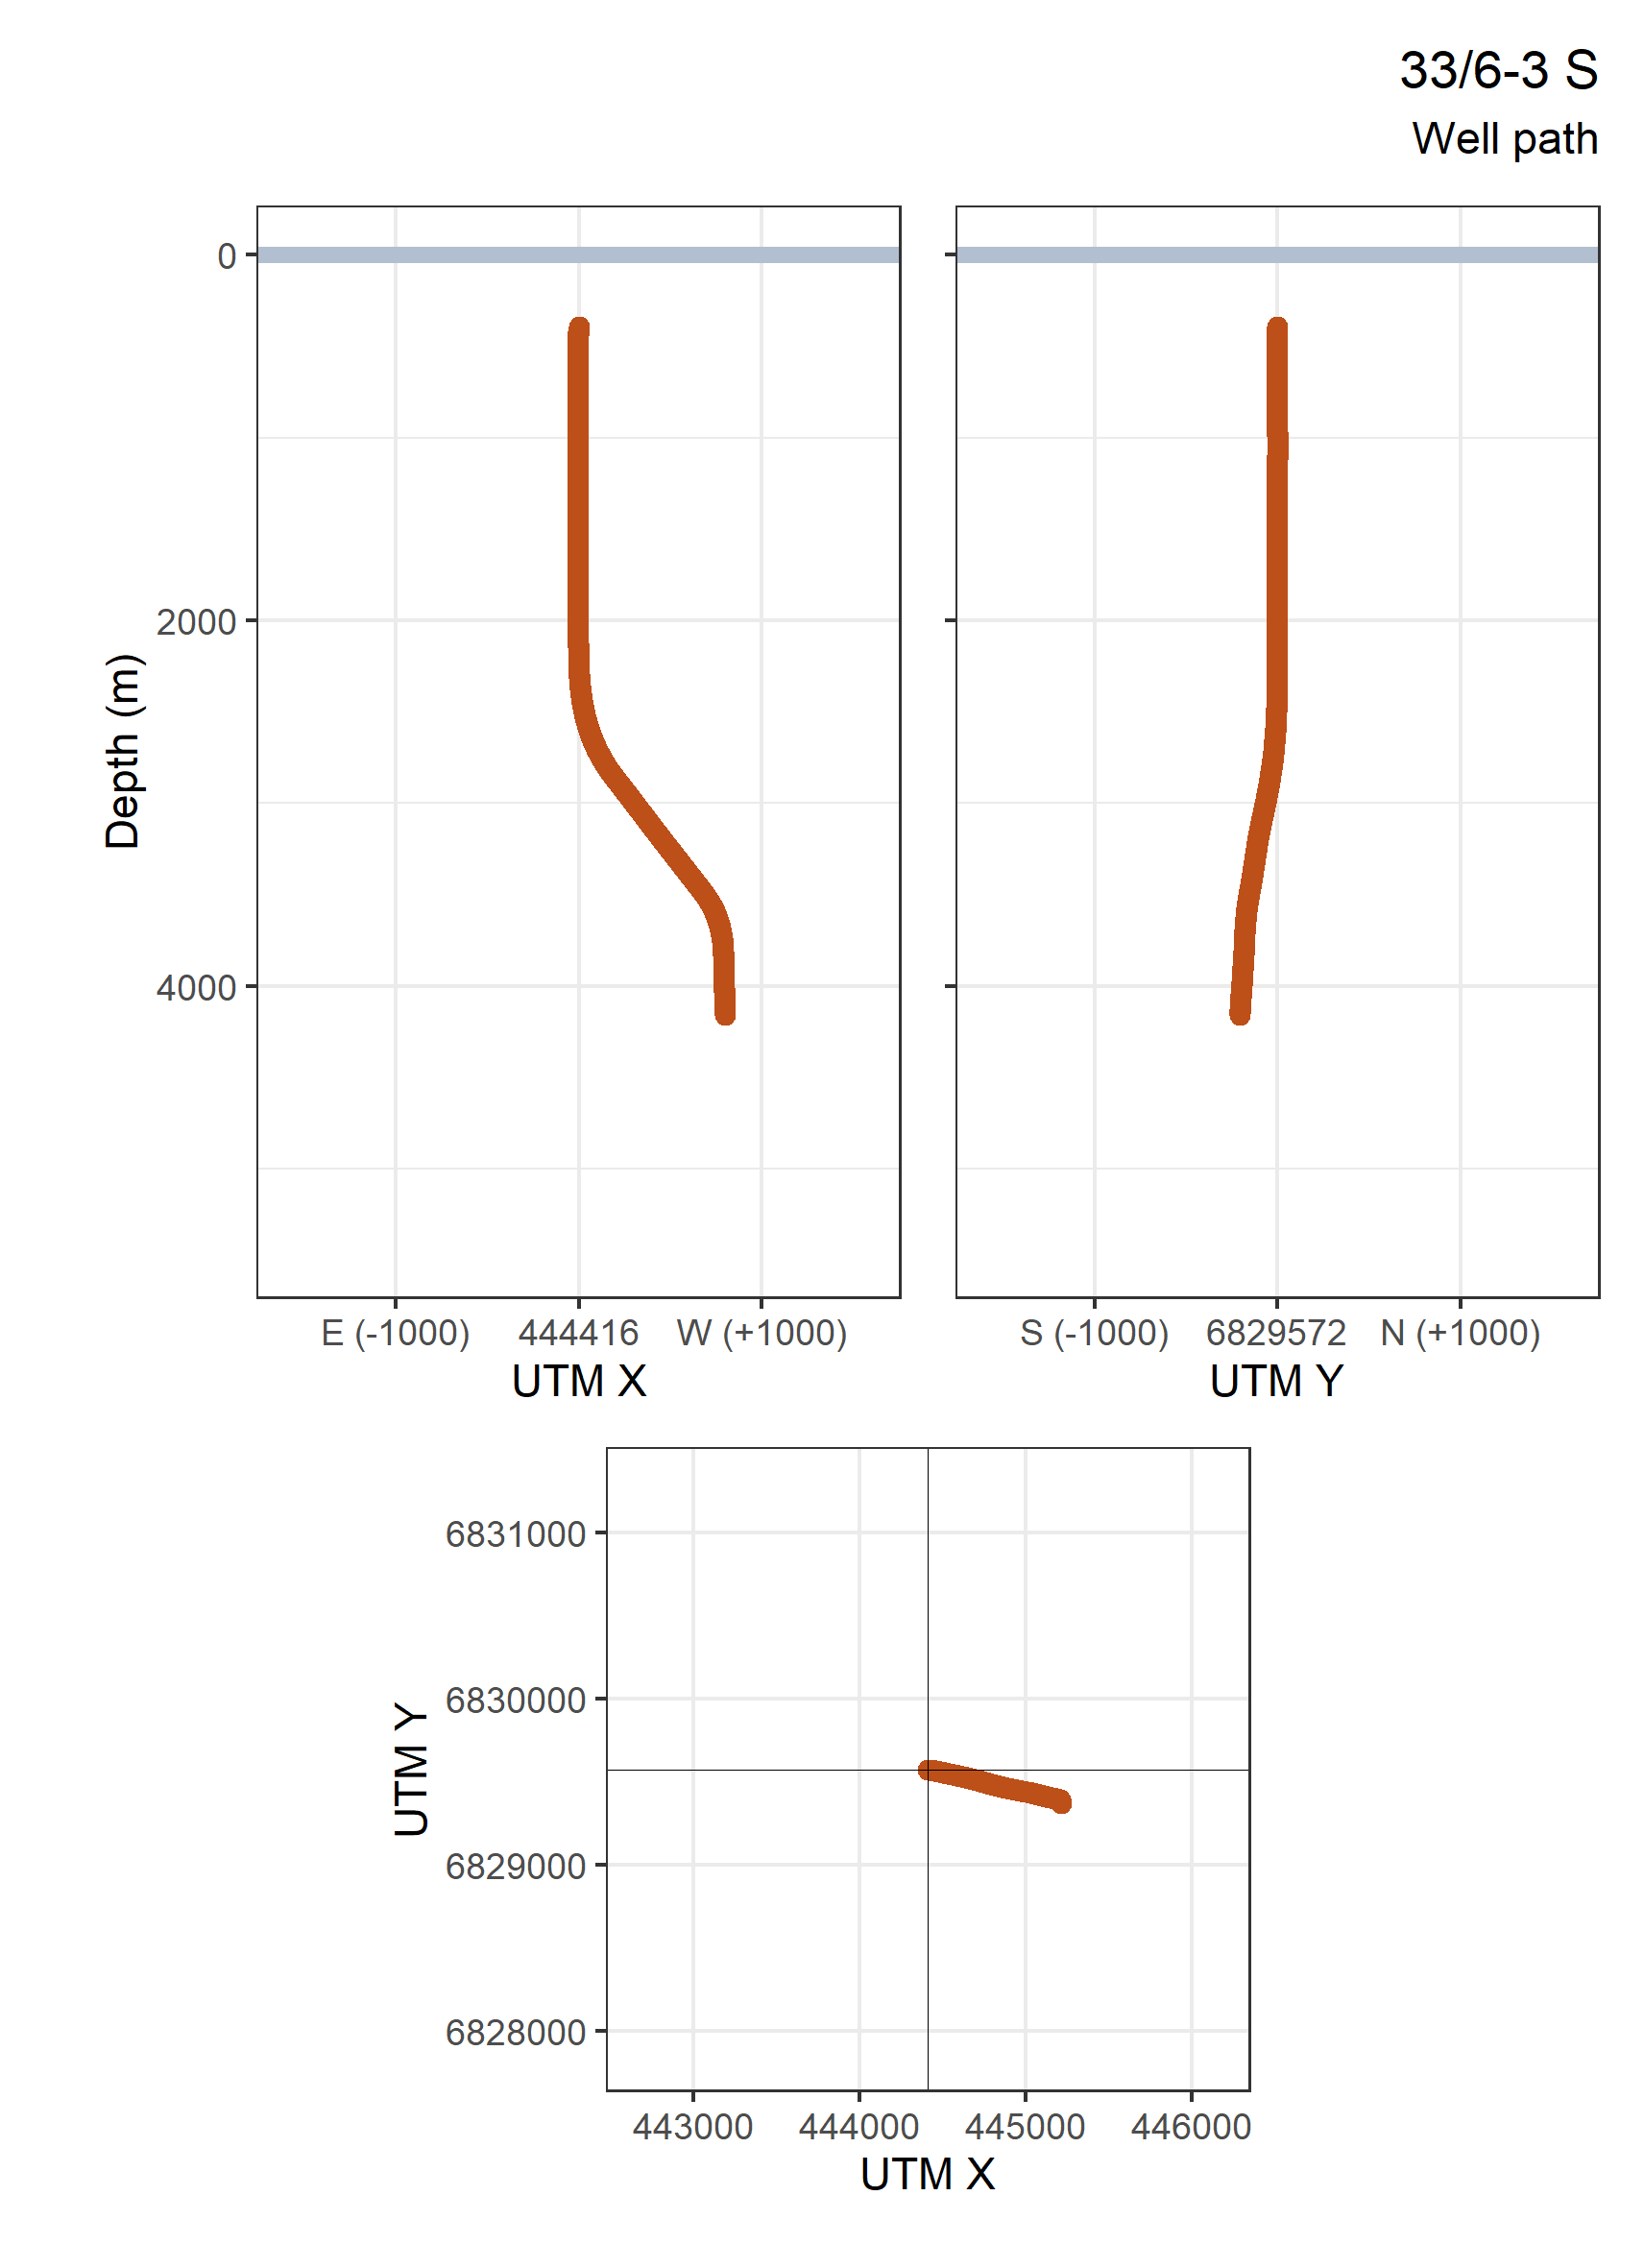 33/6-3 S
Well path
0
2000
4000
Depth (m)
E (-1000) 444416 W (+1000)
UTM X
S (-1000) 6829572 N (+1000)
UTM Y
6831000
6830000
6829000
6828000
UTM Y
443000 444000 445000 446000
UTM X